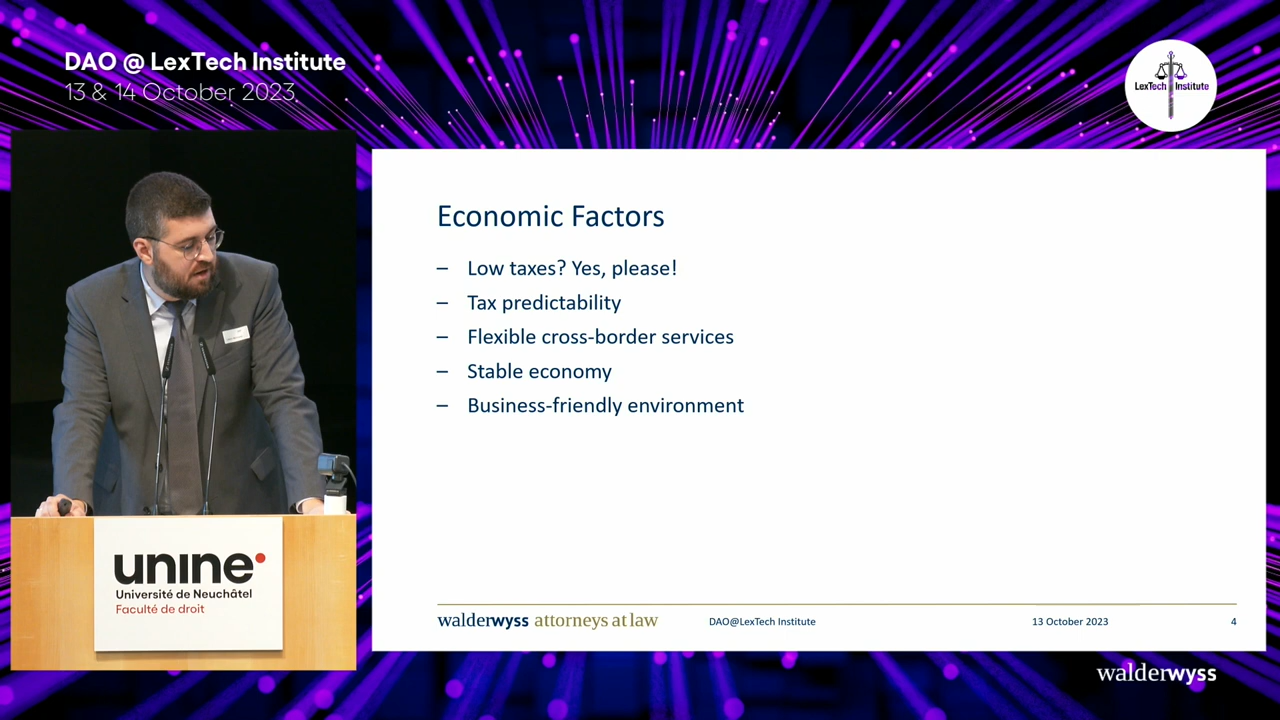 DAO @ LexTech Institute
13 & 14 October 2023
LexTech Institute
Economic Factors
– Low taxes? Yes, please!
– Tax predictability
– Flexible cross-border services
– Stable economy
– Business-friendly environment
walderwyss attorneys at law
DAO@LexTech Institute
13 October 2023
4
unine
Université de Neuchâtel
Faculté de droit
walderwyss